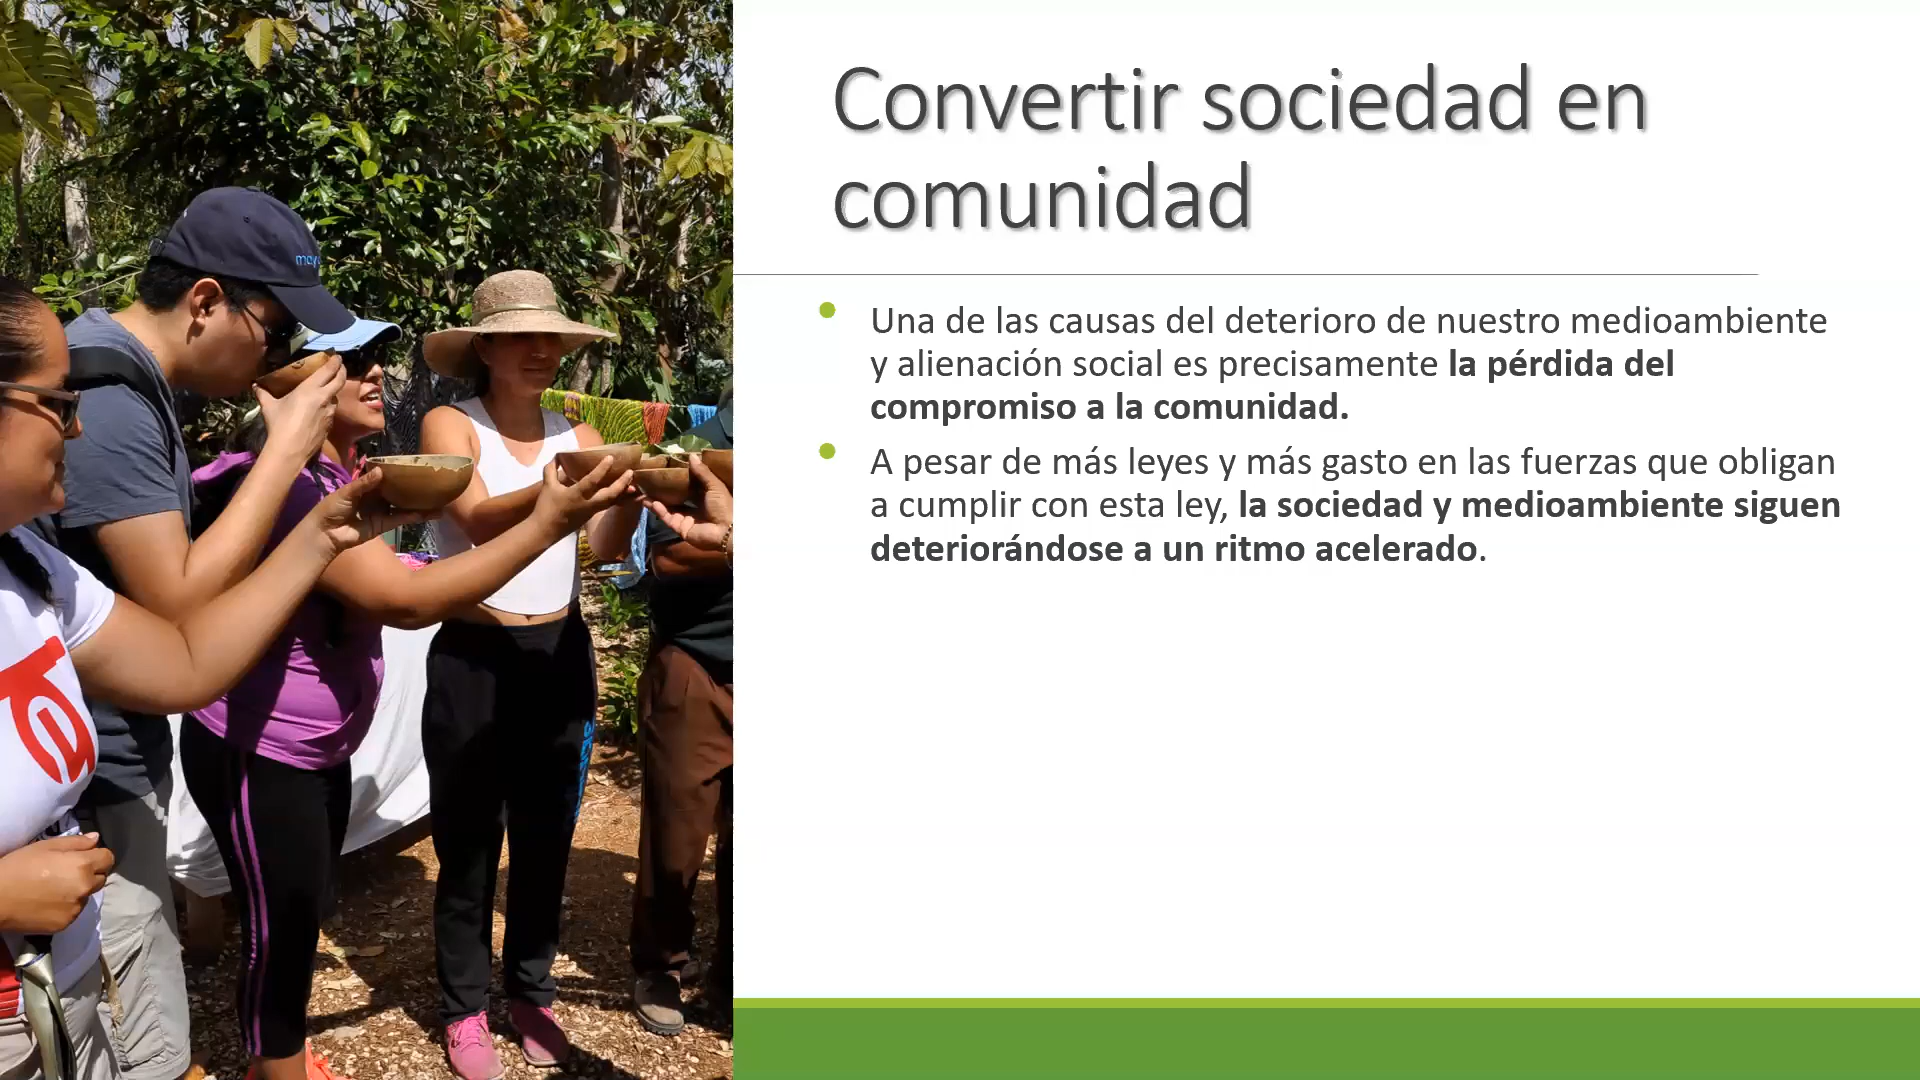 Convertir sociedad en
comunidad
Una de las causas del deterioro de nuestro medioambiente
y alienación social es precisamente la pérdida del
compromiso a la comunidad.
A pesar de más leyes y más gasto en las fuerzas que obligan
a cumplir con esta ley, la sociedad y medioambiente siguen
deteriorándose a un ritmo acelerado.